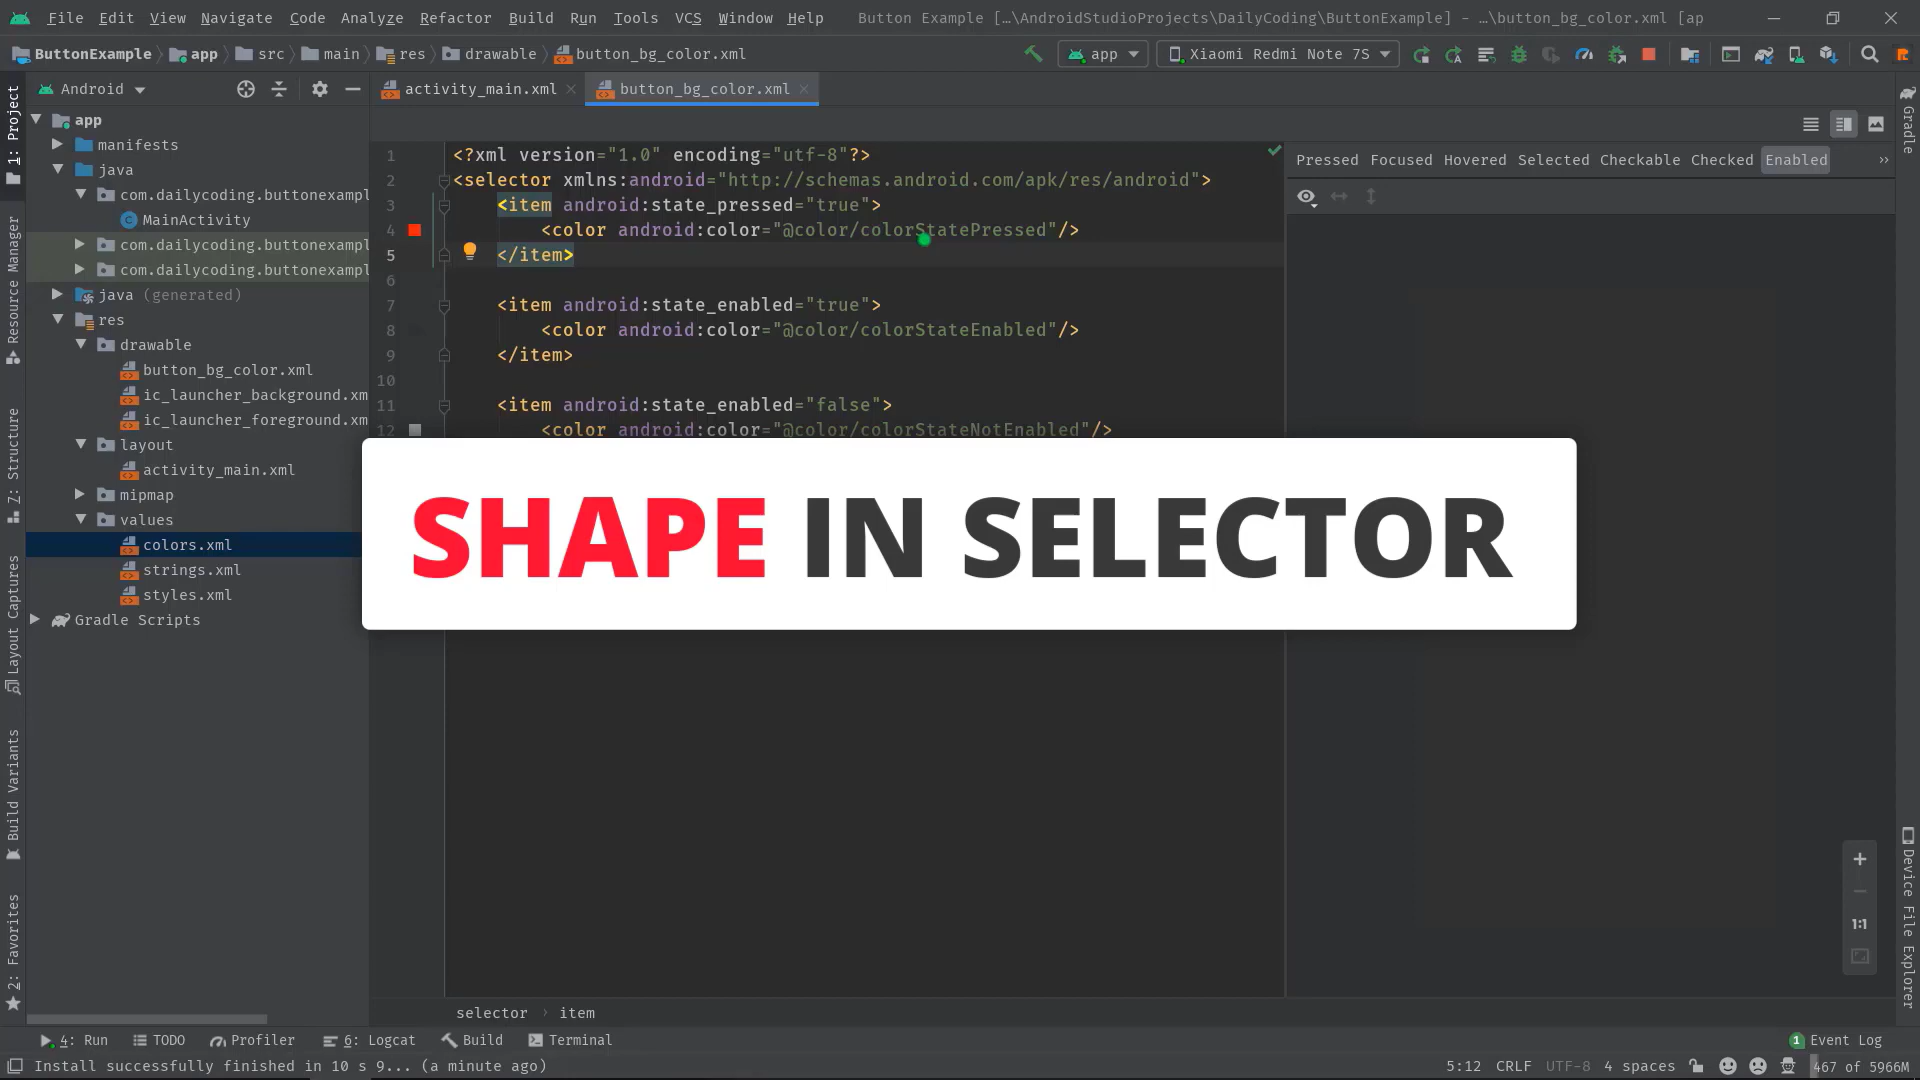 File Edit View Navigate Code Analyze Refactor Build Run Tools VCS Window Help Button Example [...\AndroidStudioProjects\DailyCoding\ButtonExample] - ...\button_bg_color.xml [ap
ButtonExample app src main res drawable button_bg_color.xml app Xiaomi Redmi Note 7S
Android activity_main.xml button_bg_color.xml
Pressed Focused Hovered Selected Checkable Checked Enabled »
1 <?xml version="1.0" encoding="utf-8"?>
2 <selector xmlns:android="http://schemas.android.com/apk/res/android">
3 <item android:state_pressed="true">
4 <color android:color="@color/colorStatePressed"/>
5 </item>
6
7 <item android:state_enabled="true">
8 <color android:color="@color/colorStateEnabled"/>
9 </item>
10
11 <item android:state_enabled="false">
12 <color android:color="@color/colorStateNotEnabled"/>
SHAPE IN SELECTOR
app
manifests
java
com.dailycoding.buttonexampl
C MainActivity
com.dailycoding.buttonexampl
com.dailycoding.buttonexampl
java (generated)
res
drawable
button_bg_color.xml
ic_launcher_background.xm
ic_launcher_foreground.xm
layout
activity_main.xml
mipmap
values
colors.xml
strings.xml
styles.xml
Gradle Scripts
1: Project
Resource Manager
Z: Structure
Layout Captures
Build Variants
2: Favorites
Gradle
Device File Explorer
1:1
selector › item
4: Run TODO Profiler 6: Logcat Build Terminal 1 Event Log
Install successfully finished in 10 s 9... (a minute ago) 5:12 CRLF UTF-8 4 spaces 467 of 5966M